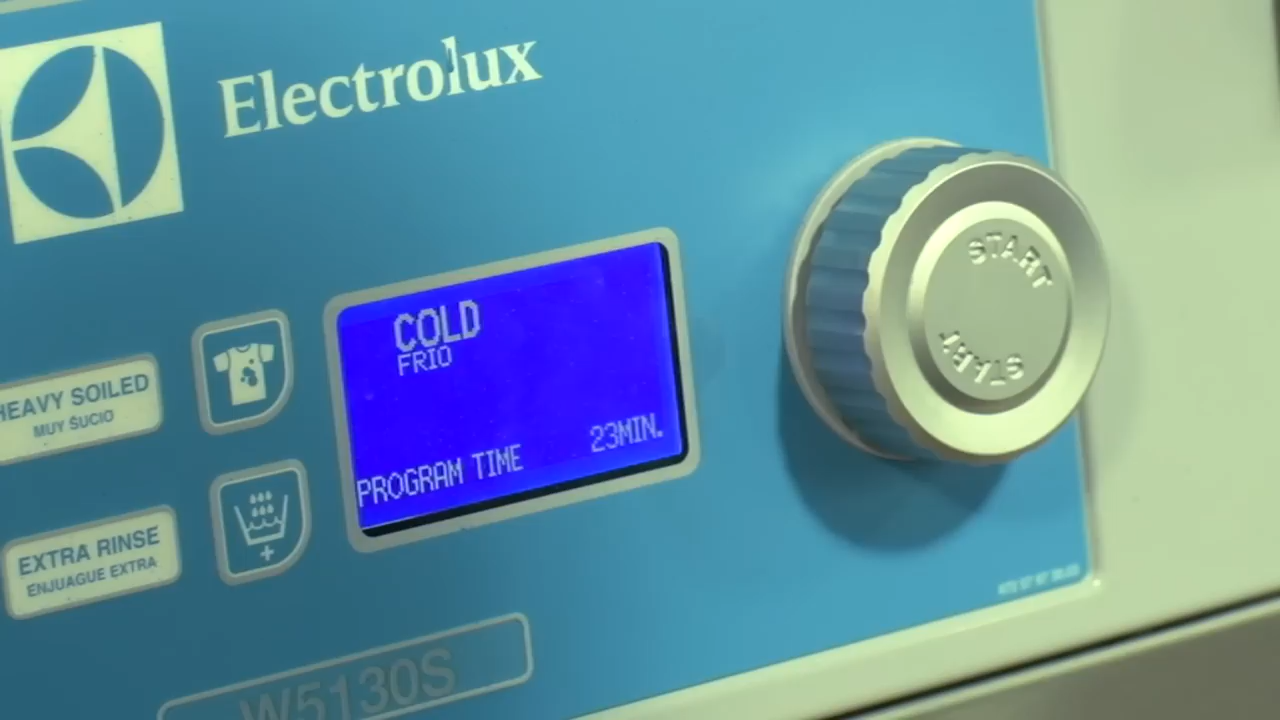 Electrolux
COLD
FRIO
PROGRAM TIME 23MIN.
START
START
HEAVY SOILED
MUY SUCIO
EXTRA RINSE
ENJUAGUE EXTRA
W5130S